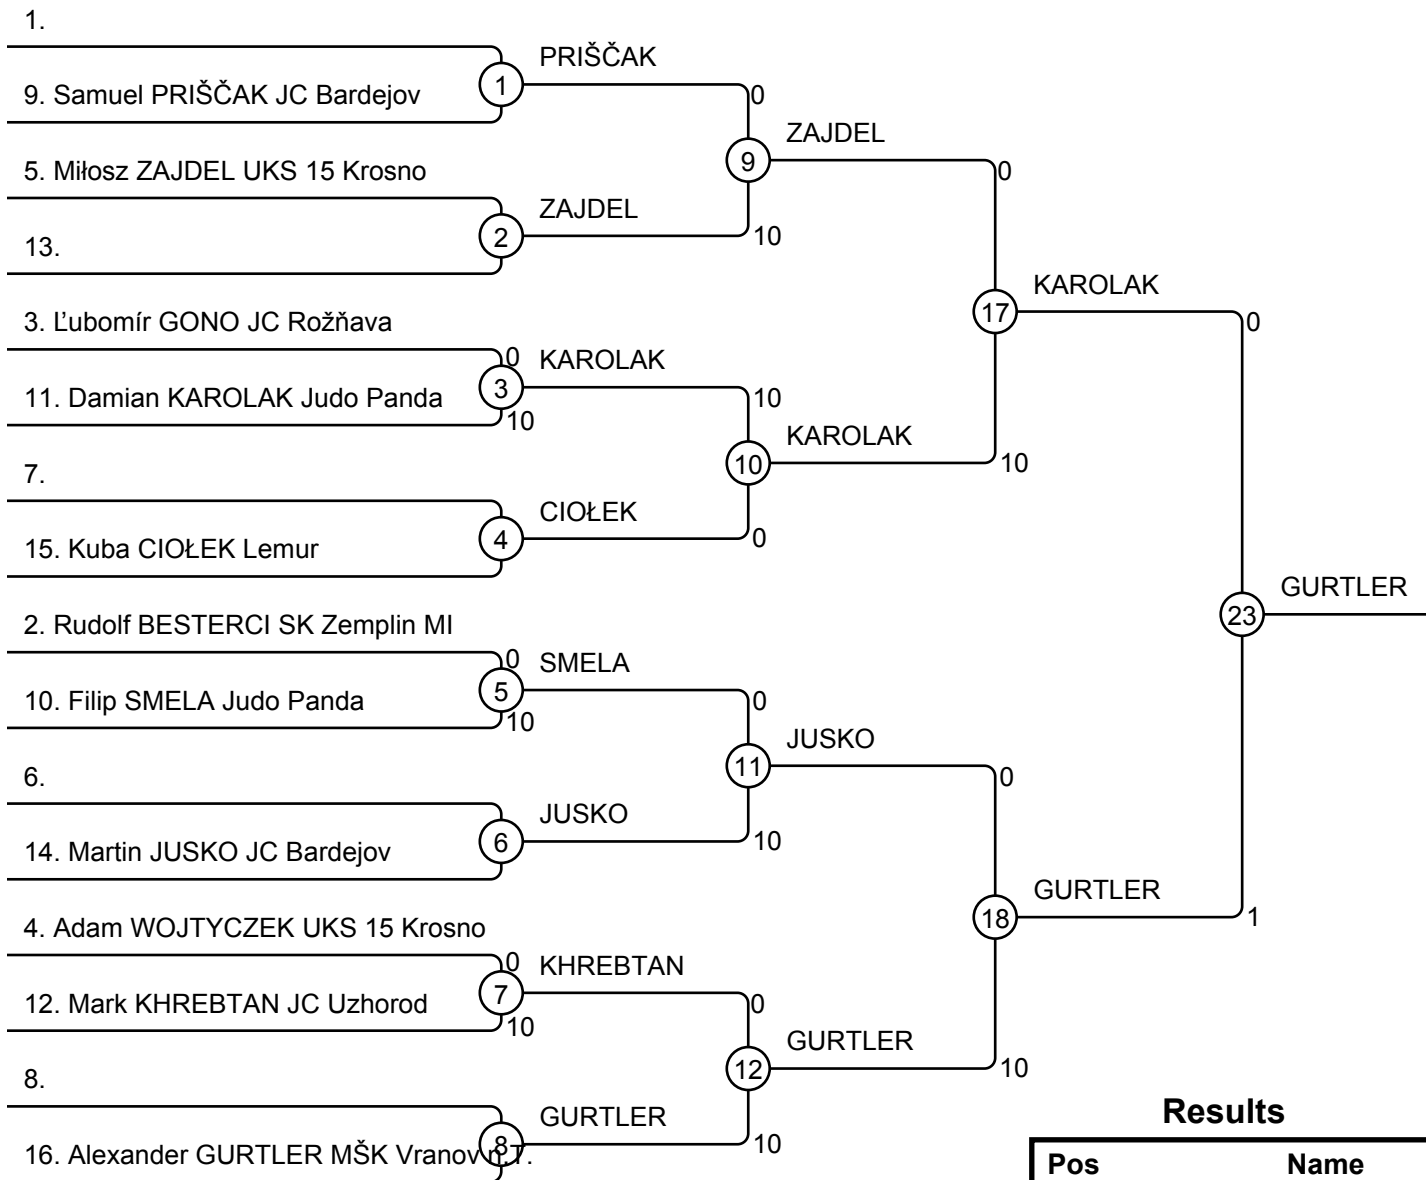 1.
PRIŠČAK
9. Samuel PRIŠČAK JC Bardejov
1
0
ZAJDEL
5. Miłosz ZAJDEL UKS 15 Krosno
9
0
ZAJDEL
2
10
13.
KAROLAK
3. Ľubomír GONO JC Rožňava
17
0
0
KAROLAK
3
11. Damian KAROLAK Judo Panda
10
10
KAROLAK
10
10
7.
CIOŁEK
4
0
15. Kuba CIOŁEK Lemur
GURTLER
23
2. Rudolf BESTERCI SK Zemplin MI
0
SMELA
5
10. Filip SMELA Judo Panda
0
10
JUSKO
11
0
6.
JUSKO
6
10
14. Martin JUSKO JC Bardejov
GURTLER
18
1
4. Adam WOJTYCZEK UKS 15 Krosno
0
KHREBTAN
7
12. Mark KHREBTAN JC Uzhorod
0
10
GURTLER
12
10
8.
GURTLER
8
10
16. Alexander GURTLER MŠK Vranov n.T.
Results
Pos Name